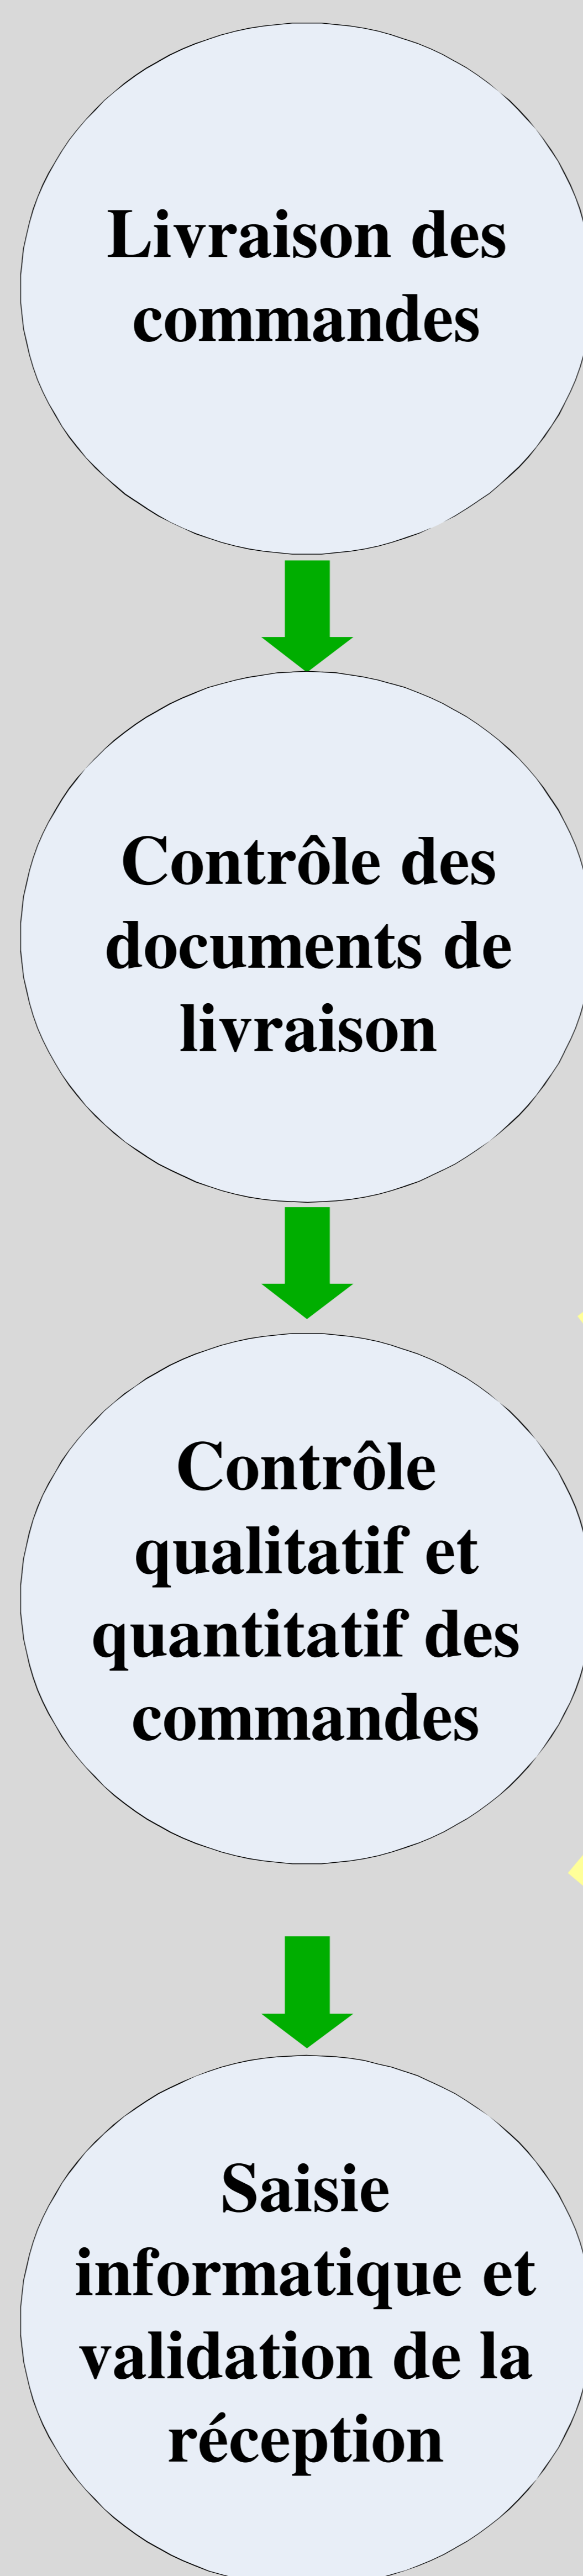 Livraison des
commandes
Contrôle des
documents de
livraison
Contrôle
qualitatif et
quantitatif des
commandes
Saisie
informatique et
validation de la
réception